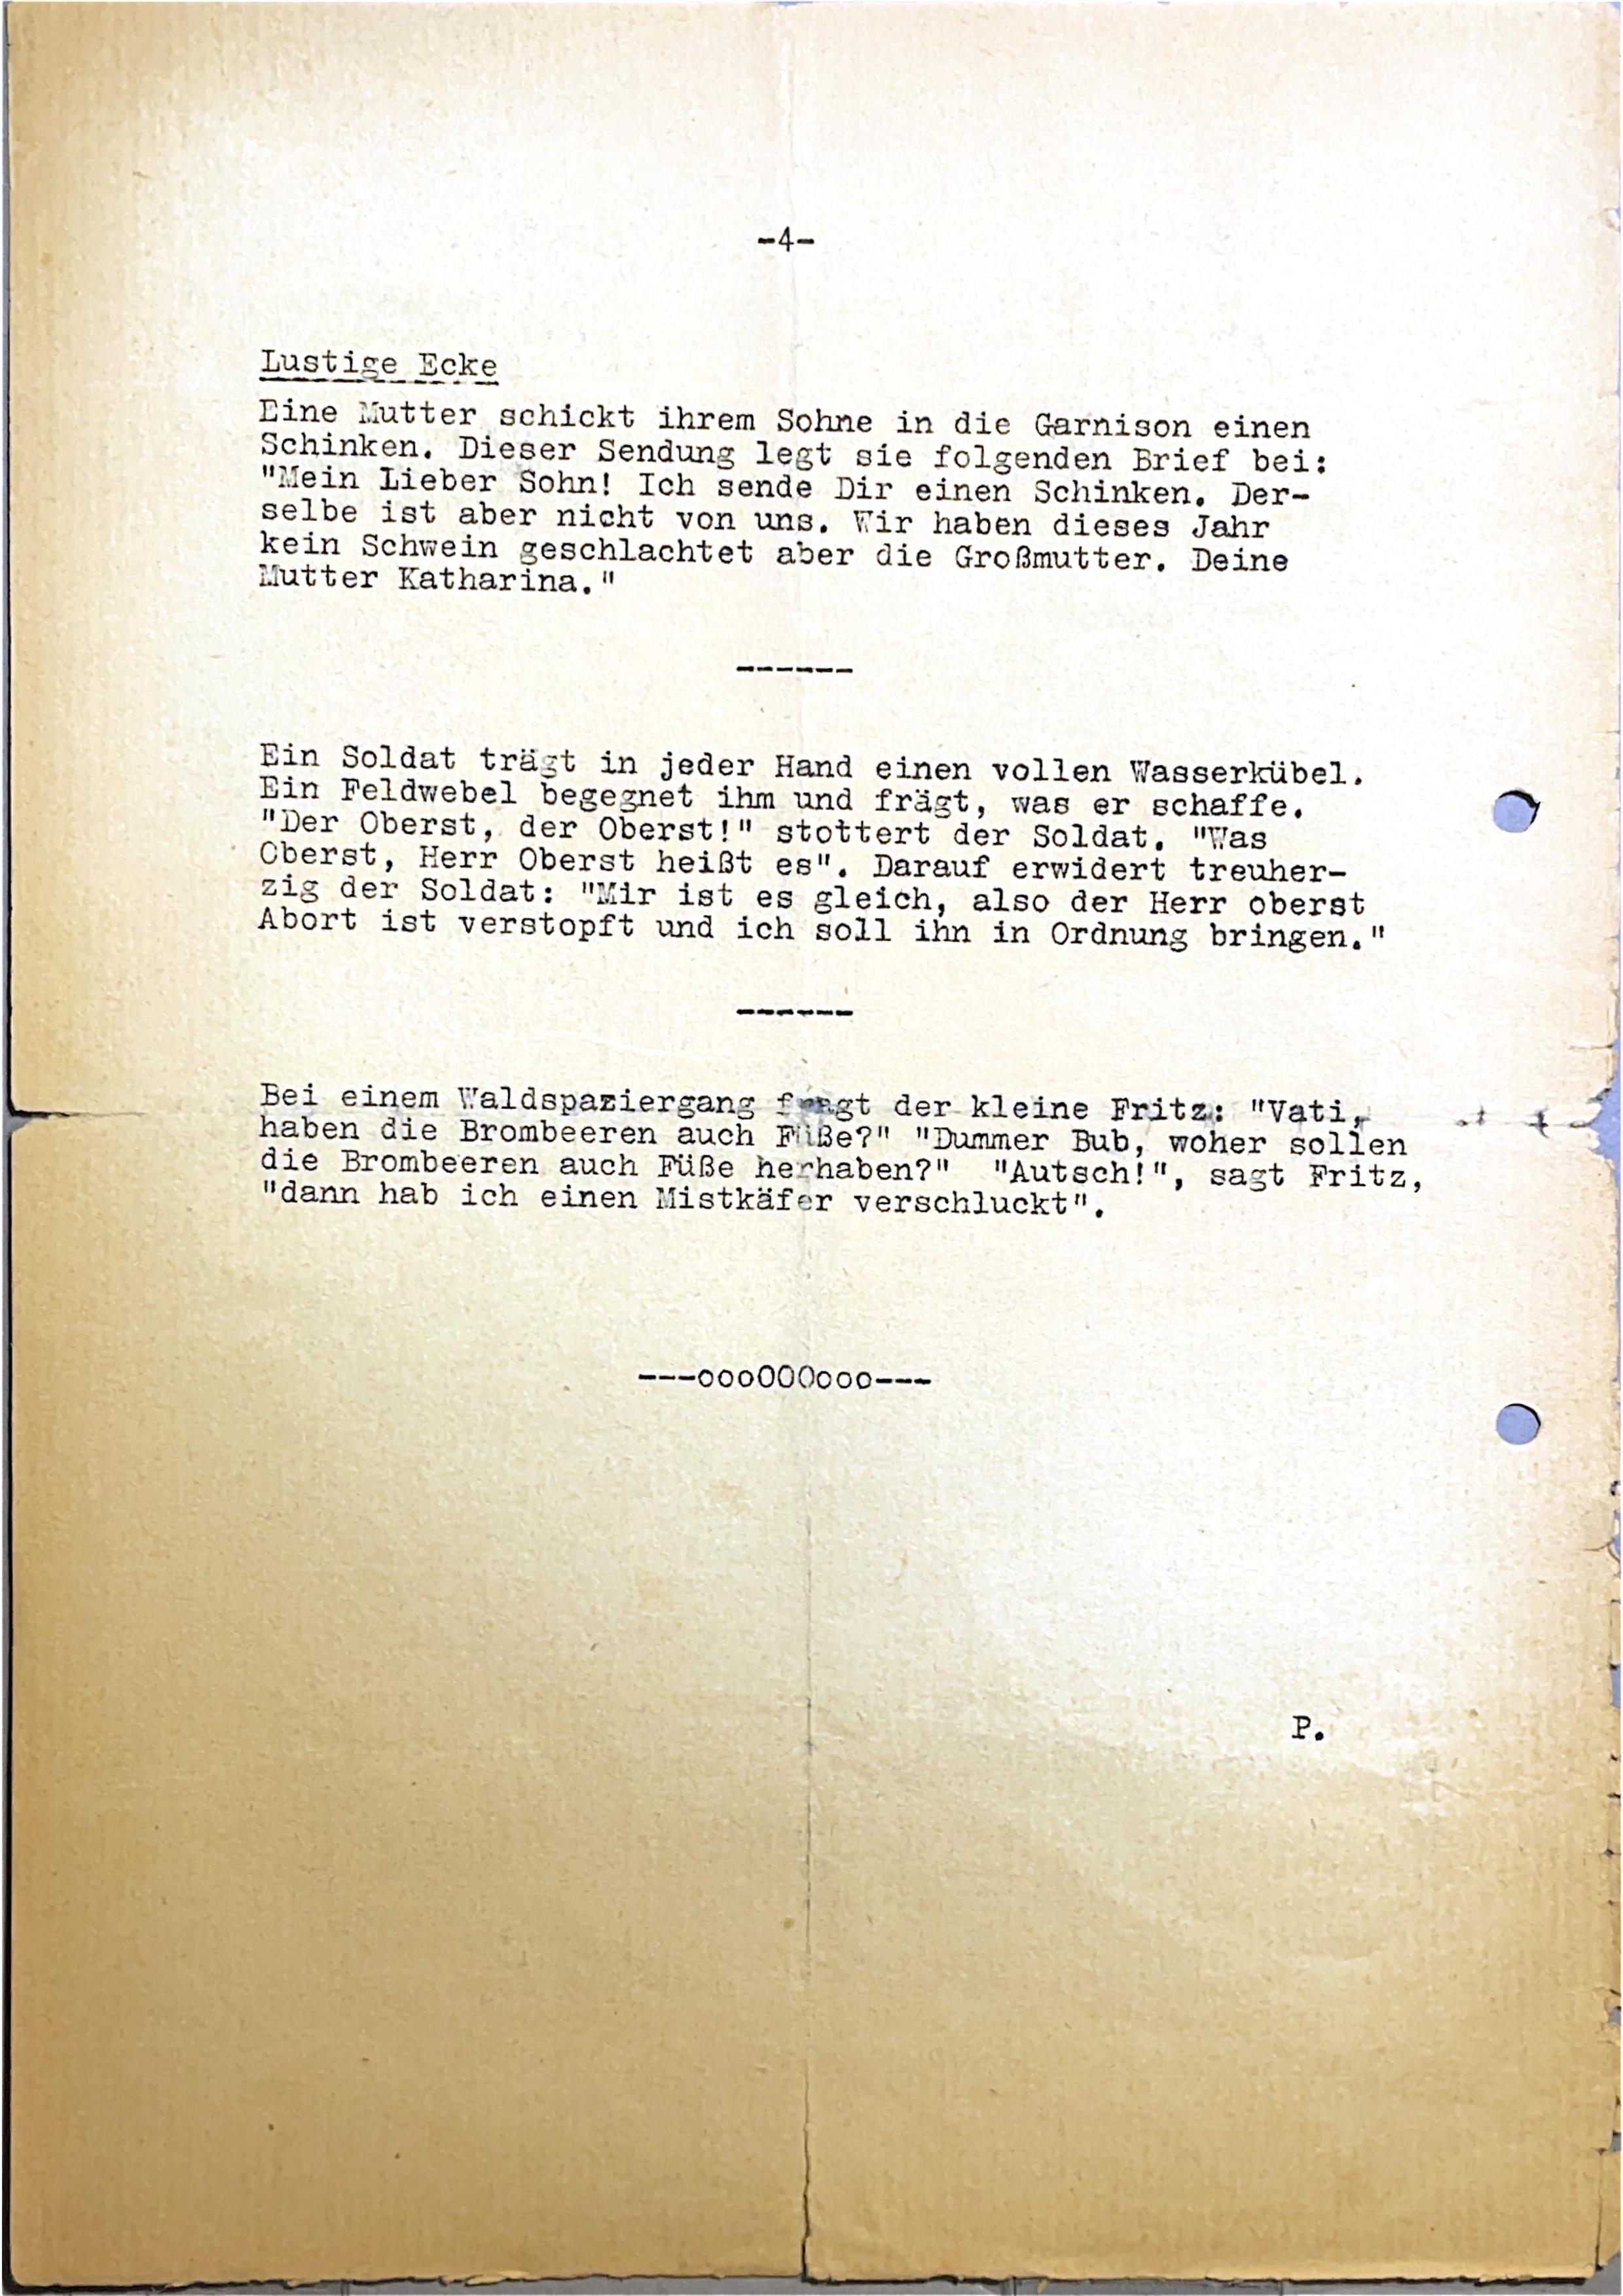 -4-
Lustige Ecke
Eine Mutter schickt ihrem Sohne in die Garnison einen
Schinken. Dieser Sendung legt sie folgenden Brief bei:
"Mein Lieber Sohn! Ich sende Dir einen Schinken. Der-
selbe ist aber nicht von uns. Wir haben dieses Jahr
kein Schwein geschlachtet aber die Großmutter. Deine
Mutter Katharina."
------
Ein Soldat trägt in jeder Hand einen vollen Wasserkübel.
Ein Feldwebel begegnet ihm und frägt, was er schaffe.
"Der Oberst, der Oberst!" stottert der Soldat. "Was
Oberst, Herr Oberst heißt es". Darauf erwidert treuher-
zig der Soldat: "Mir ist es gleich, also der Herr oberst
Abort ist verstopft und ich soll ihn in Ordnung bringen."
------
Bei einem Waldspaziergang der kleine Fritz: "Vati,
haben die Brombeeren auch Füße?" "Dummer Bub, woher sollen
die Brombeeren auch Füße herhaben?" "Autsch!", sagt Fritz,
"dann hab ich einen Mistkäfer verschluckt".
---oooOOOooo---
P.